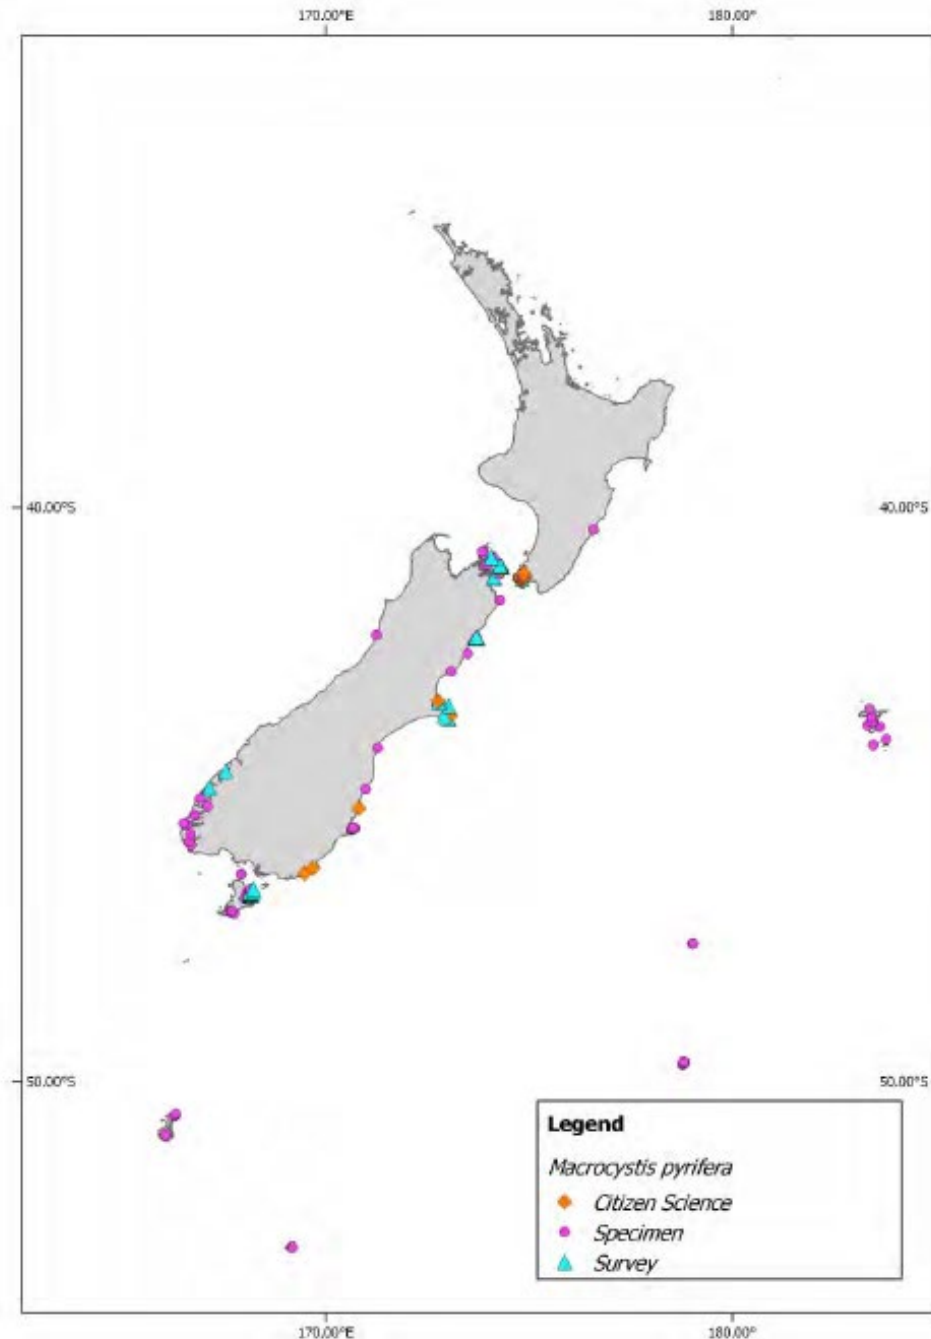 170.00°E 180.00°
40.00°S 40.00°S
50.00°S 50.00°S
Legend
Macrocystis pyrifera
Citizen Science
Specimen
Survey
170.00°E 180.00°